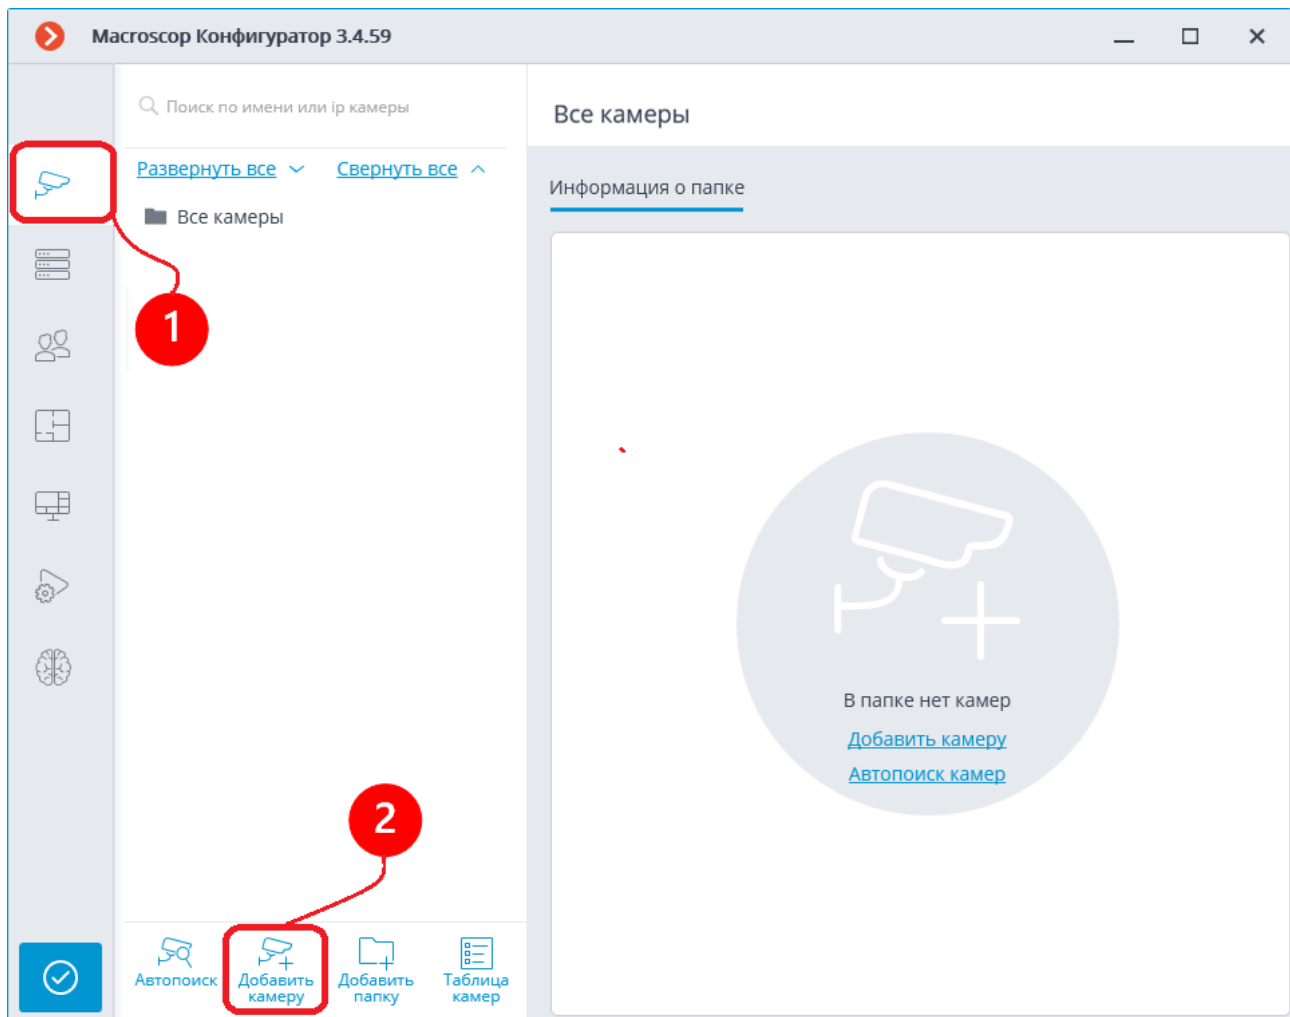 Macroscop Конфигуратор 3.4.59
Поиск по имени или ip камеры
Развернуть все
Свернуть все
Все камеры
1
2
Автопоиск
Добавить
камеру
Добавить
папку
Таблица
камер
Все камеры
Информация о папке
В папке нет камер
Добавить камеру
Автопоиск камер